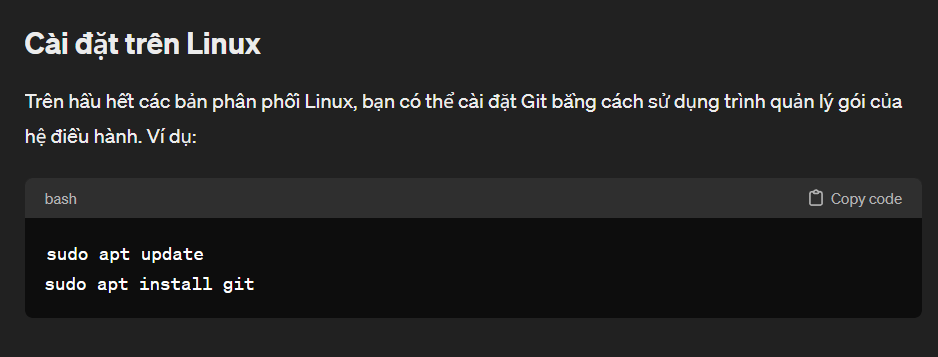 Cài đặt trên Linux
Trên hầu hết các bản phân phối Linux, bạn có thể cài đặt Git bằng cách sử dụng trình quản lý gói của
hệ điều hành. Ví dụ:
bash
Copy code
sudo apt update
sudo apt install git